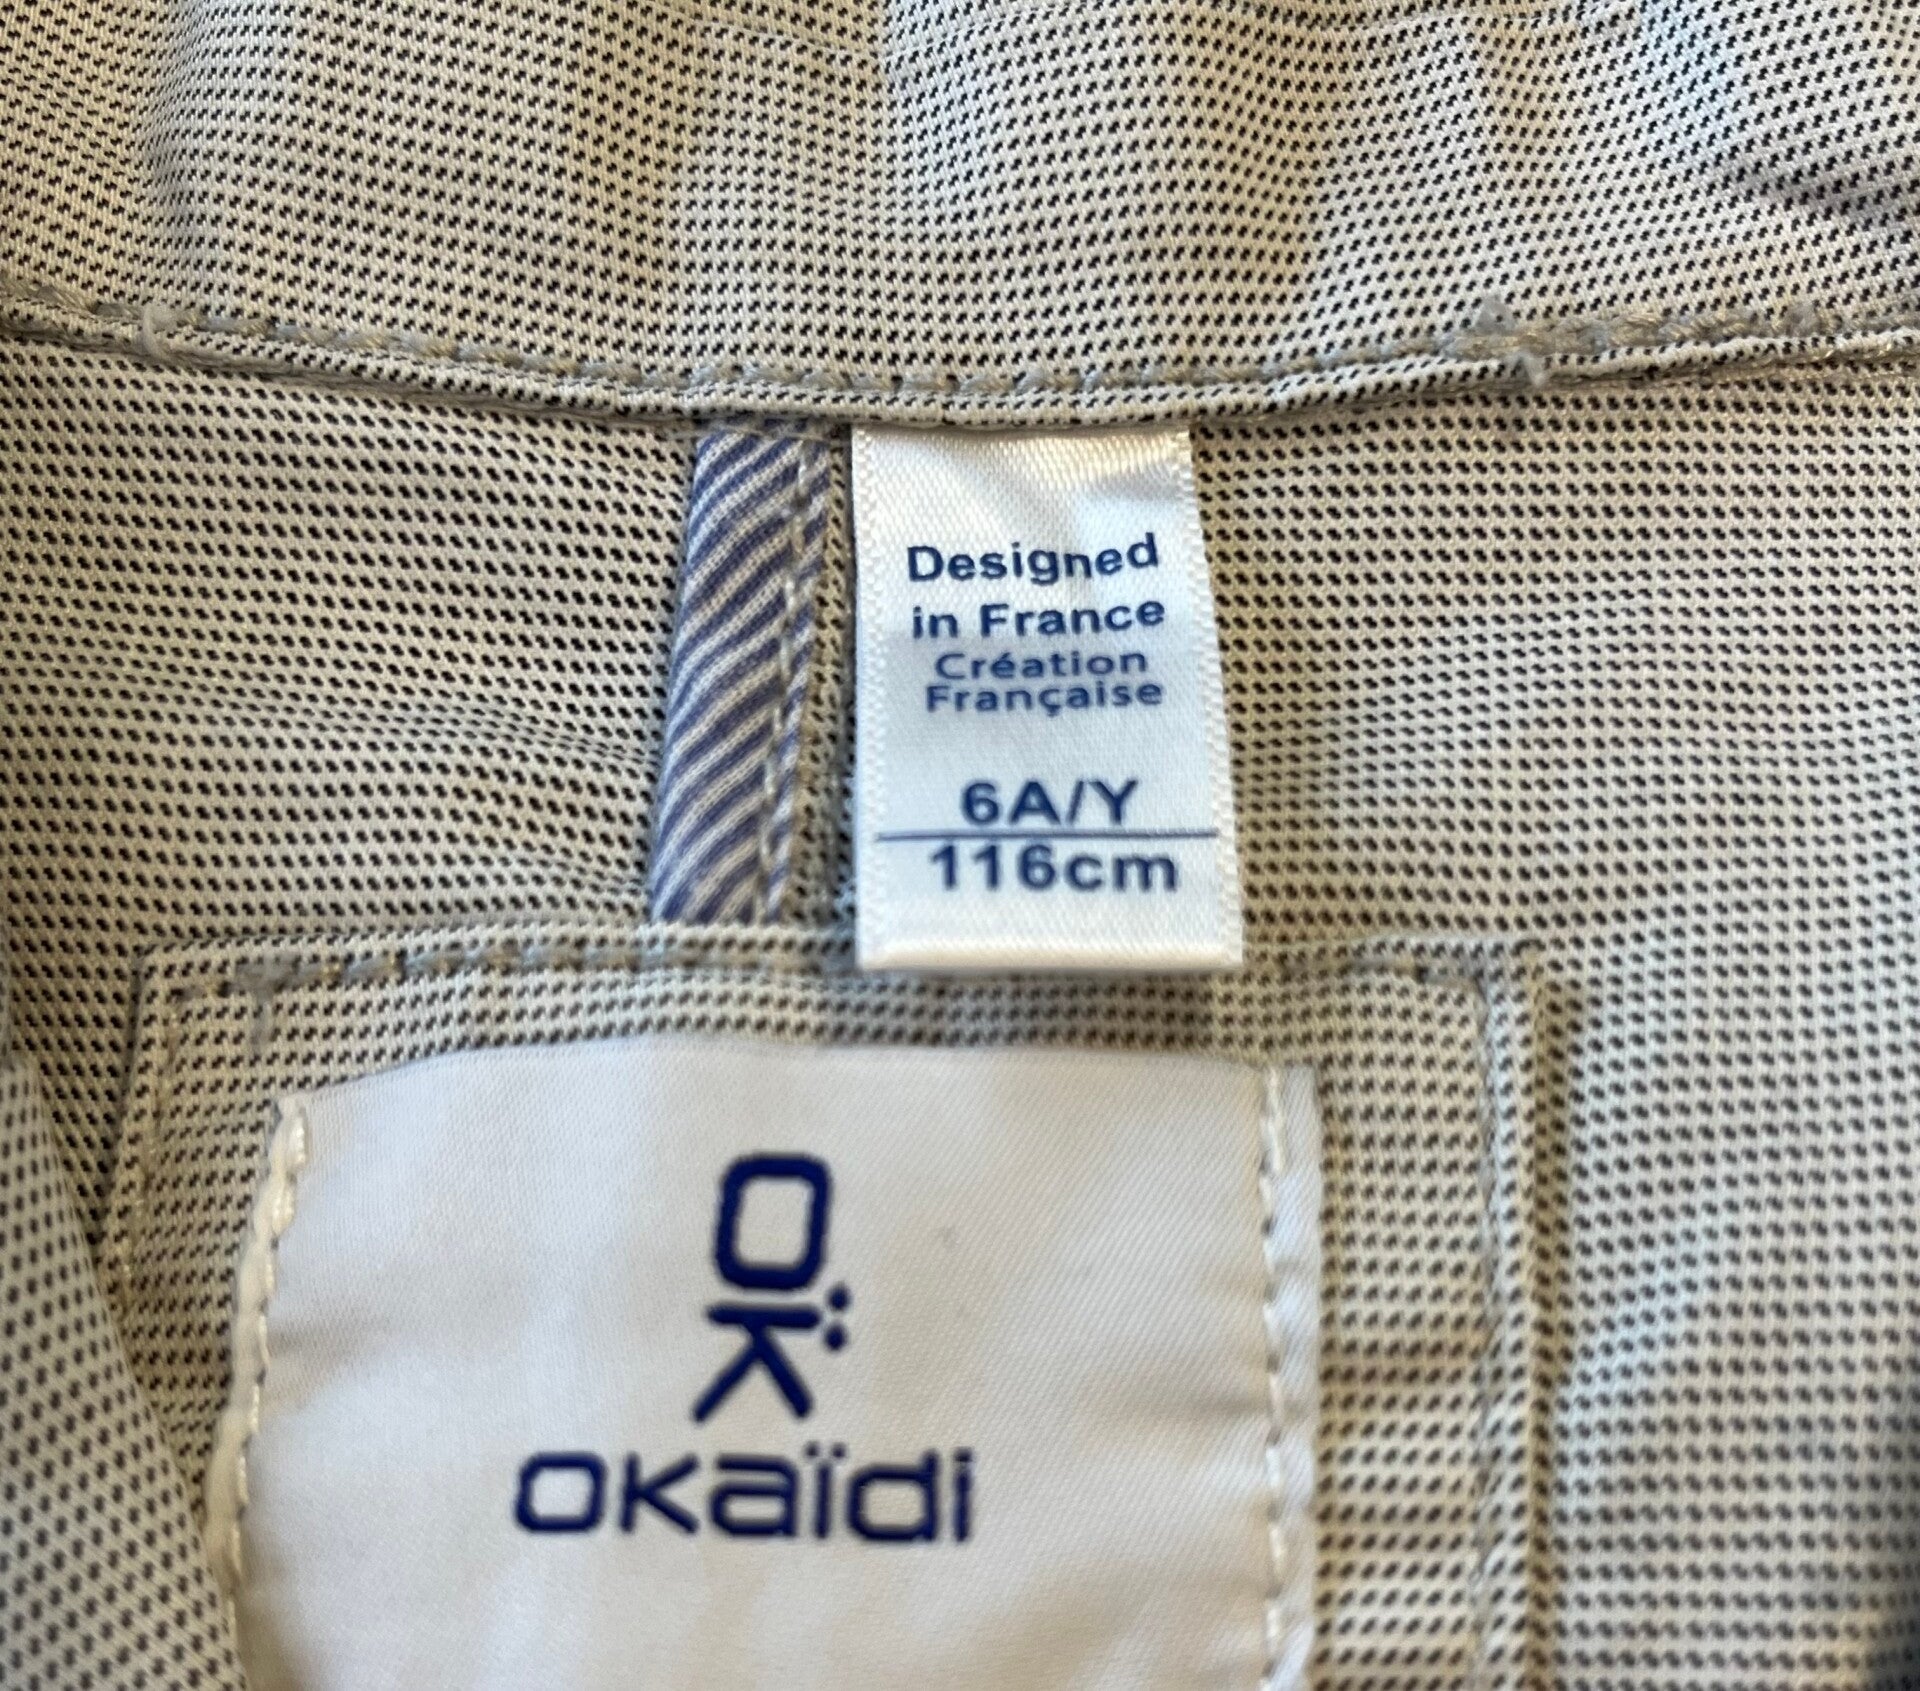 Designed
in France
Création
Française
6A/Y
116cm
OK̈
okaïdi